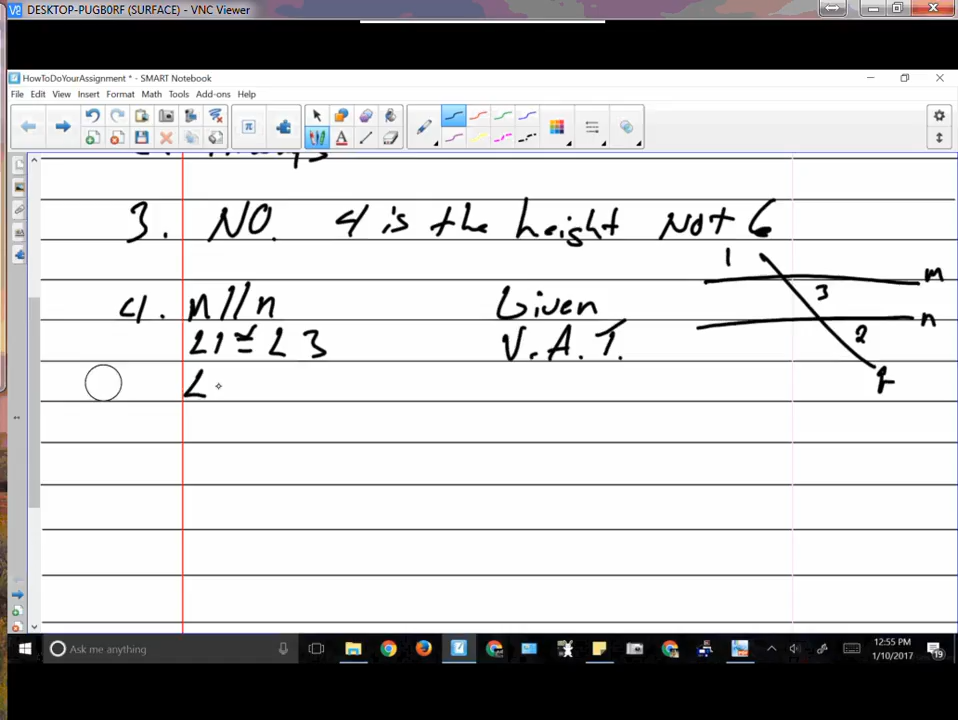 DESKTOP-PUGB0RF (SURFACE) - VNC Viewer
HowToDoYourAssignment * - SMART Notebook
File Edit View Insert Format Math Tools Add-ons Help
3. NO. 4 is the height Not 6
4. m//n Given
∠1 ≅ ∠3 V.A.T.
∠
1
m
3
n
2
q
Ask me anything
12:55 PM
1/10/2017
19